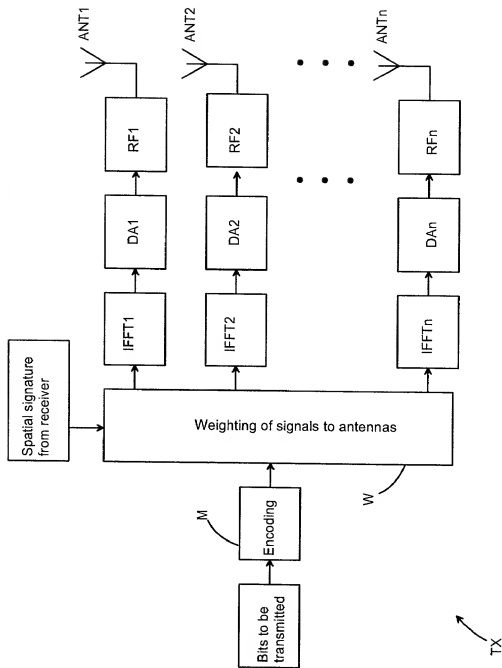 Spatial signature
from receiver
ANT1
IFFT1
DA1
RF1
ANT2
IFFT2
DA2
RF2
ANTn
IFFTn
DAn
RFn
Weighting of signals to antennas
W
M
Encoding
Bits to be
transmitted
TX